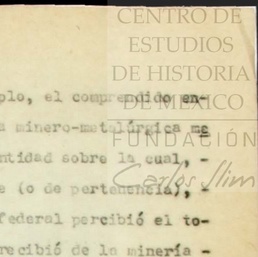 CENTRO DE
ESTUDIOS
DE HISTORIA
DE MÉXICO
FUNDACIÓN
Carlos Slim
plo, el comprendido en-
a minero-metalúrgica me
ntidad sobre la cual, -
e (o de pertenencia), -
federal percibió el to-
recibió de la minería -